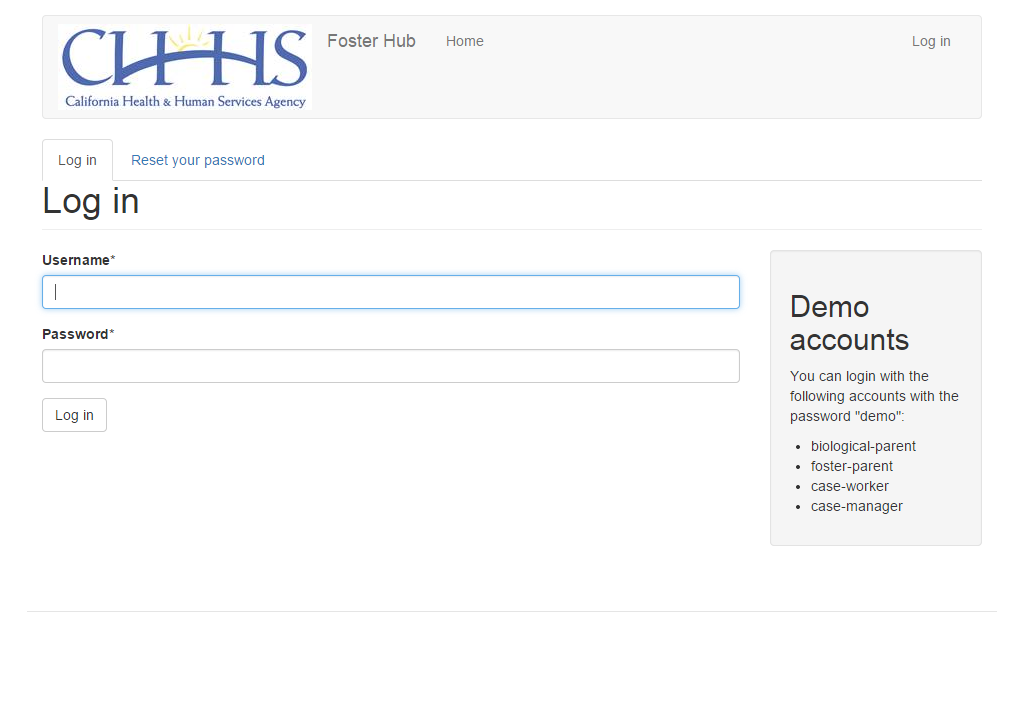 CHHS
California Health & Human Services Agency
Foster Hub
Home
Log in
Log in
Reset your password
Log in
Username*
Password*
Log in
Demo
accounts
You can login with the
following accounts with the
password "demo":
biological-parent
foster-parent
case-worker
case-manager